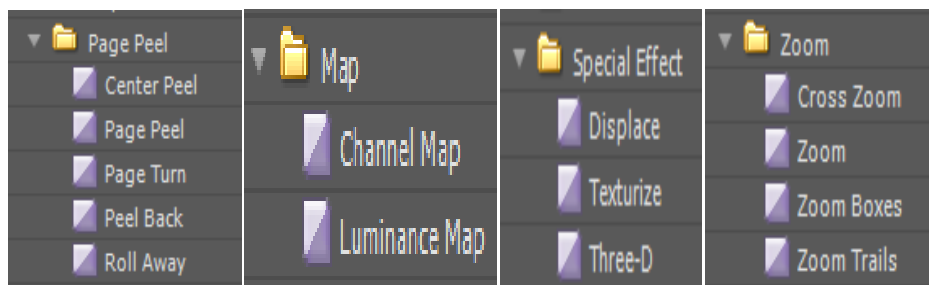 Page Peel
Center Peel
Page Peel
Page Turn
Peel Back
Roll Away
Map
Channel Map
Luminance Map
Special Effect
Displace
Texturize
Three-D
Zoom
Cross Zoom
Zoom
Zoom Boxes
Zoom Trails